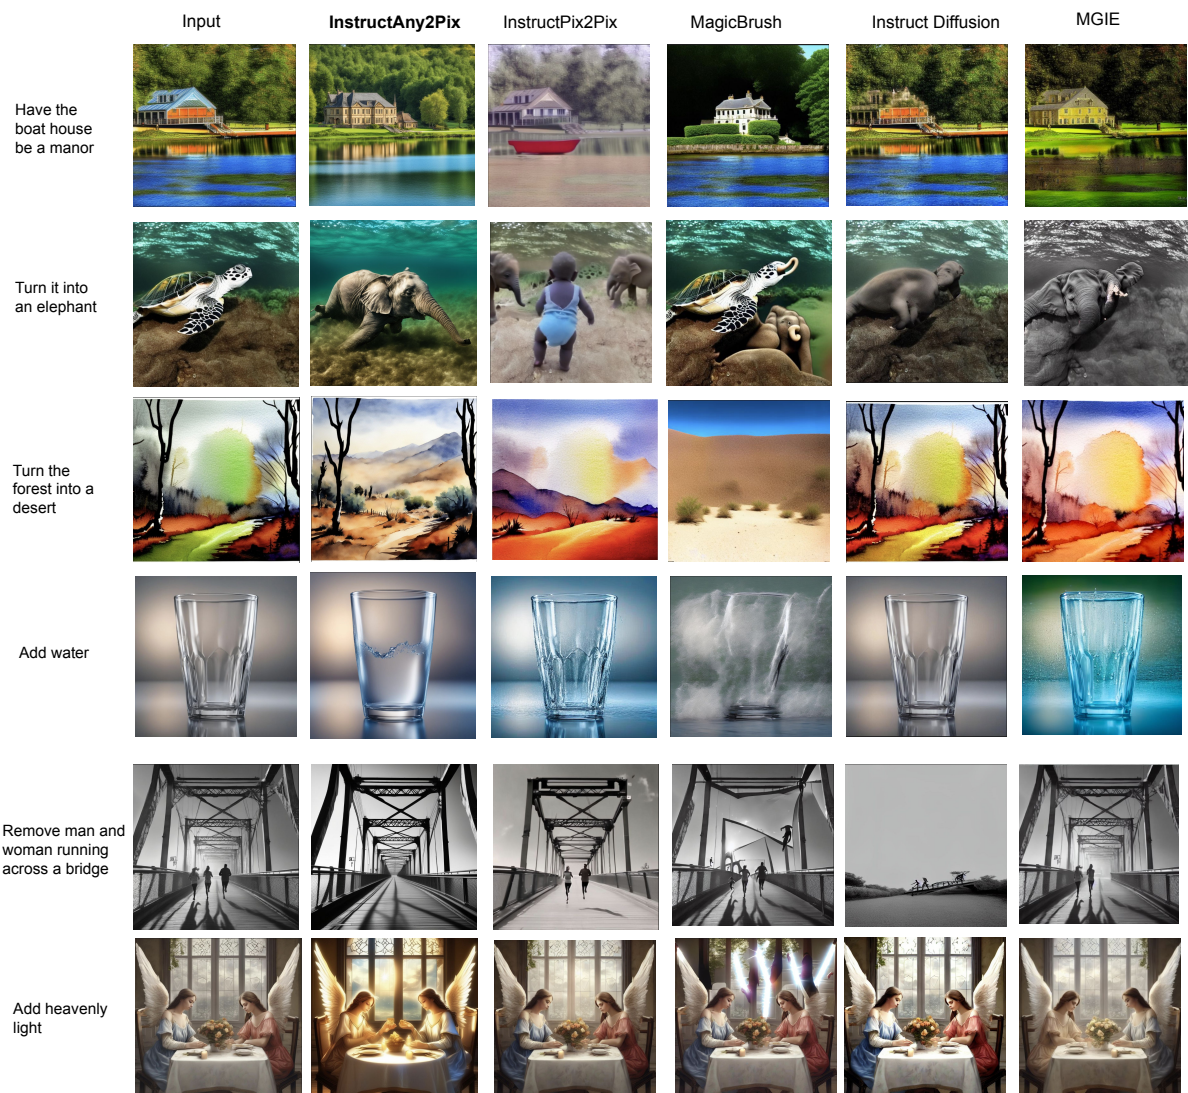 Input InstructAny2Pix InstructPix2Pix MagicBrush Instruct Diffusion MGIE
Have the
boat house
be a manor
Turn it into
an elephant
Turn the
forest into a
desert
Add water
Remove man and
woman running
across a bridge
Add heavenly
light